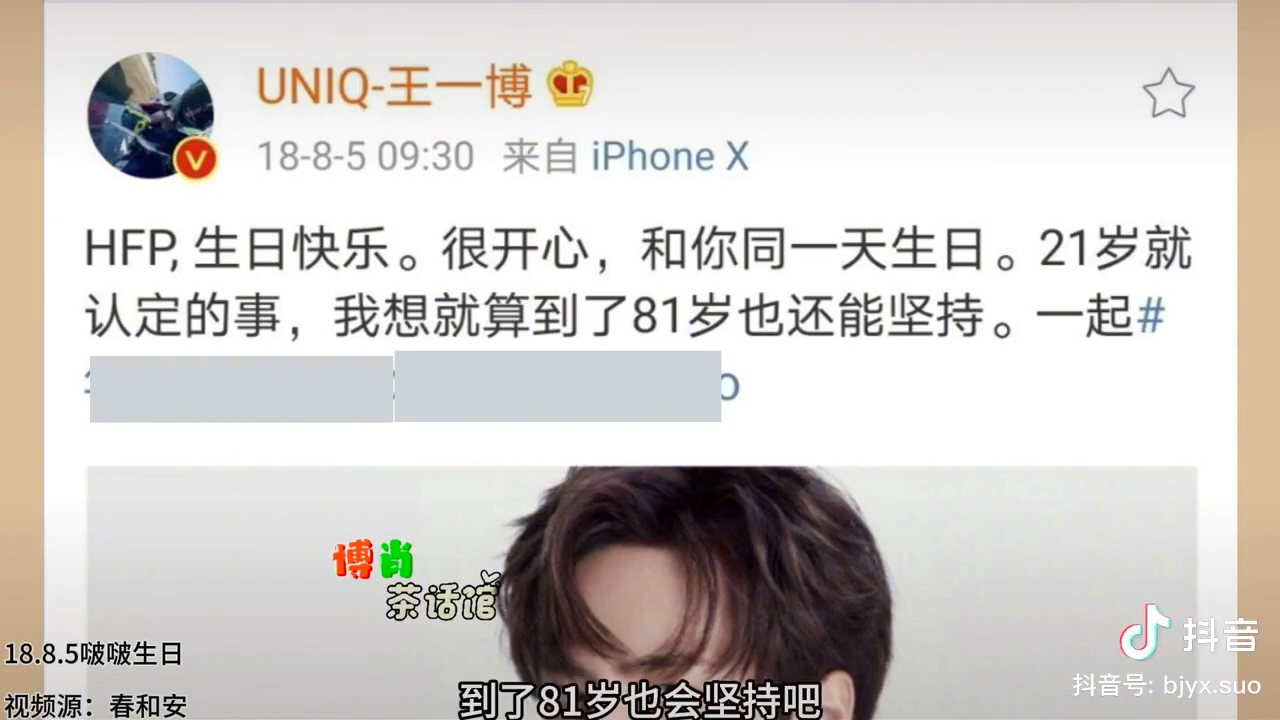 UNIQ-王一博
18-8-5 09:30 来自 iPhone X
HFP, 生日快乐。很开心，和你同一天生日。21岁就
认定的事，我想就算到了81岁也还能坚持。一起#
o
博肖
茶话馆
抖音
18.8.5啵啵生日
抖音号: bjyx.suo
视频源：春和安
到了81岁也会坚持吧